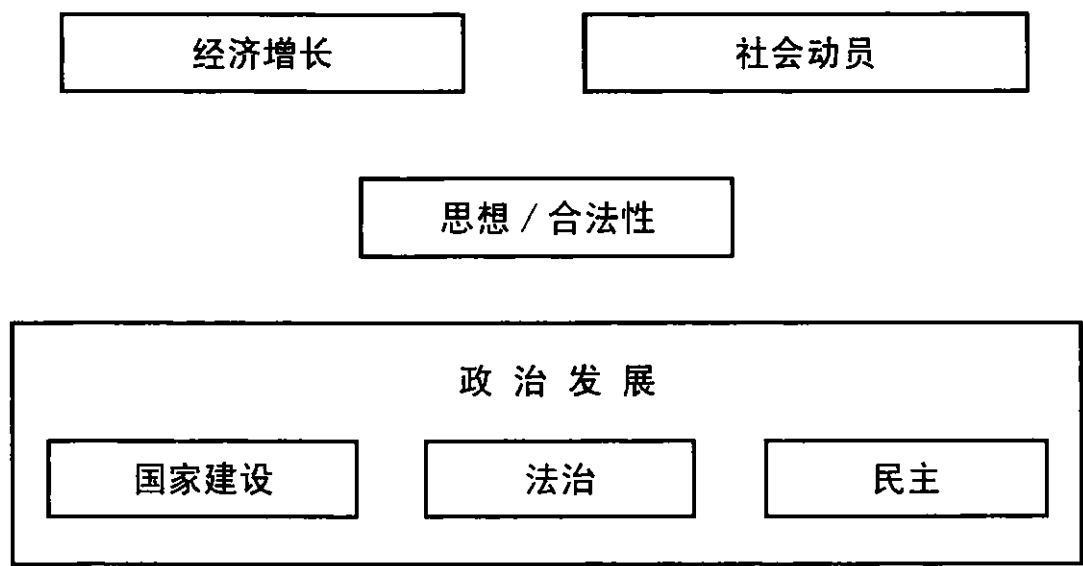 经济增长
社会动员
思想/合法性
政治发展
国家建设
法治
民主